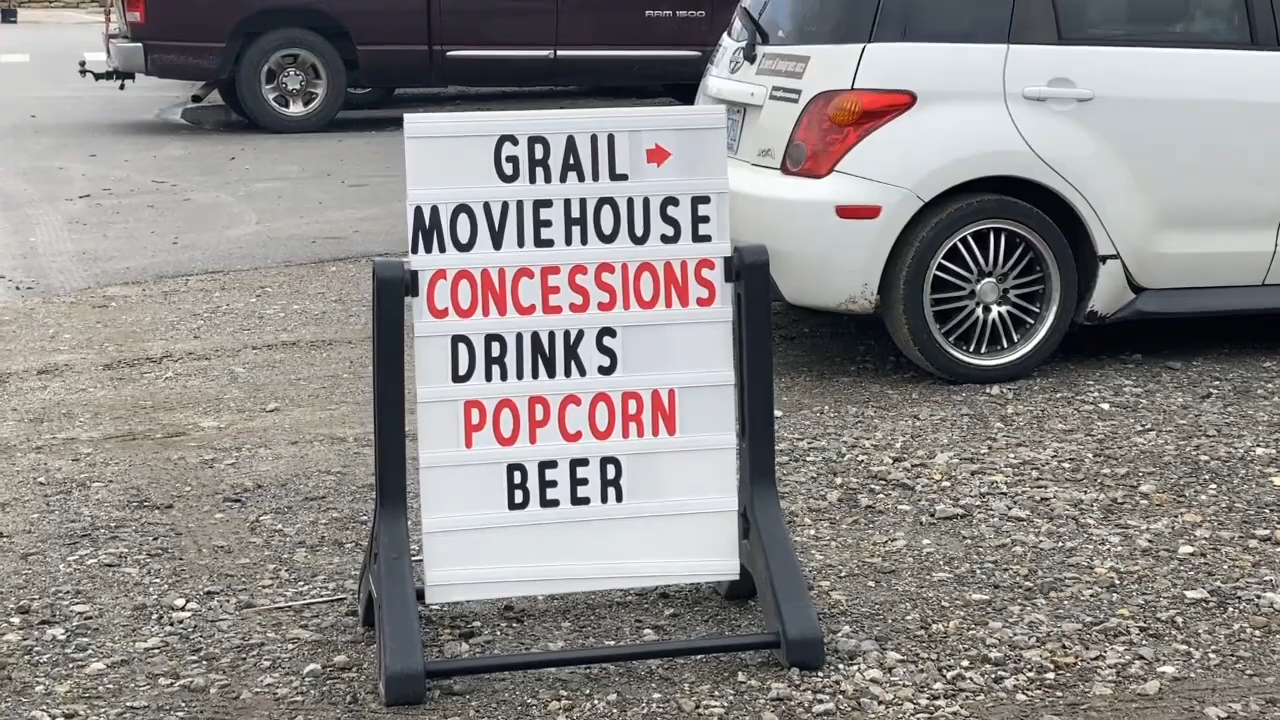 RAM 1500
GRAIL →
MOVIEHOUSE
CONCESSIONS
DRINKS
POPCORN
BEER